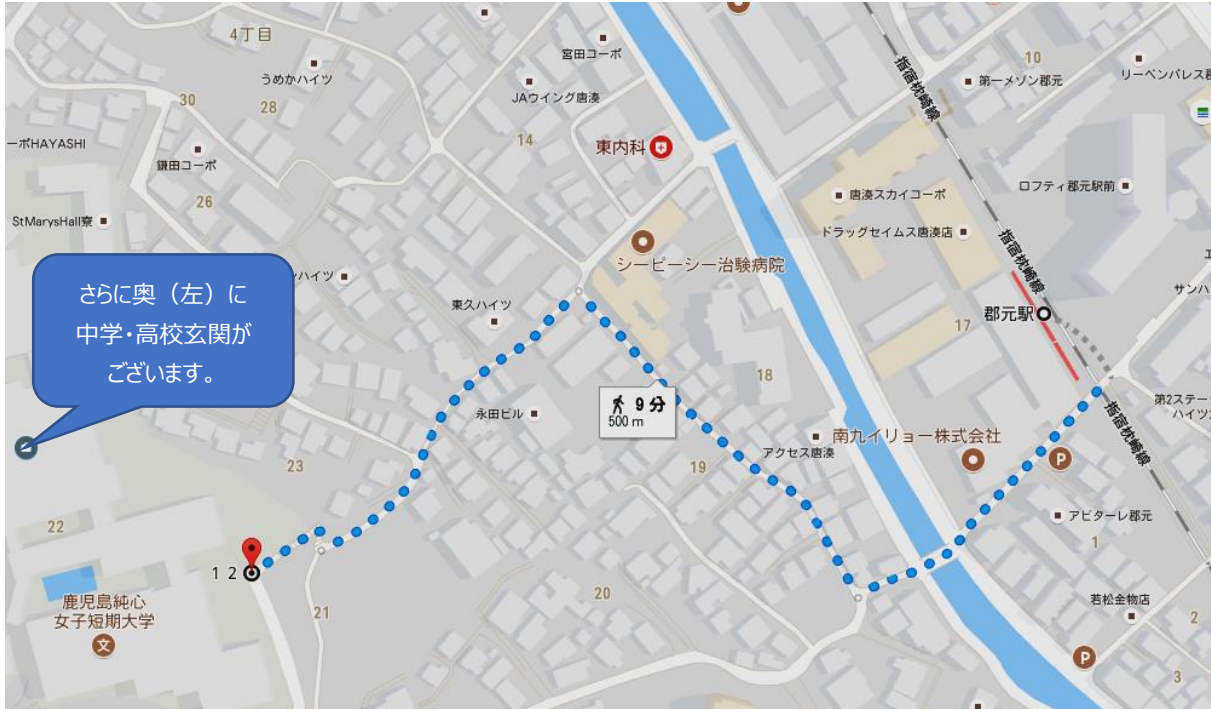 4丁目
うめかハイツ
30
28
宮田コーポ
JAウイング唐湊
14
指宿枕崎線
10
第一メゾン郡元
リーベンパレス郡
ーポHAYASHI
鎌田コーポ
26
東内科
StMarysHall寮
唐湊スカイコーポ
ロフティ郡元駅前
ドラッグセイムス唐湊店
指宿枕崎線
シーピーシー治験病院
ンハイツ
さらに奥（左）に
中学・高校玄関が
ございます。
東久ハイツ
サンハ
郡元駅
17
18
9 分
500 m
永田ビル
アクセス唐湊
南九イリョー株式会社
P
第2ステー
ハイツ
指宿枕崎線
23
19
22
アビターレ郡元
1
1 2
鹿児島純心
女子短期大学
文
21
20
若松金物店
2
P
3